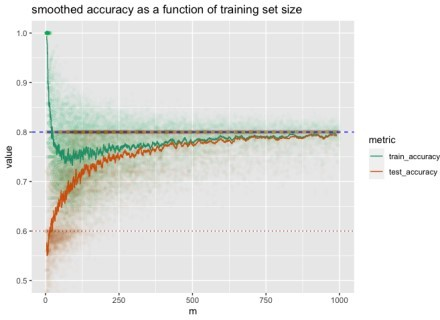 smoothed accuracy as a function of training set size
1.0
0.9
0.8
0.7
0.6
0.5
value
0
250
500
750
1000
m
metric
train_accuracy
test_accuracy